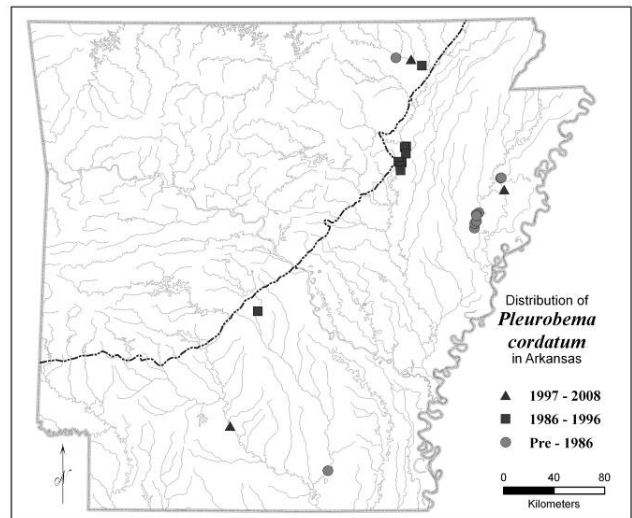 Distribution of
Pleurobema
cordatum
in Arkansas
1997 - 2008
1986 - 1996
Pre - 1986
0 40 80
Kilometers